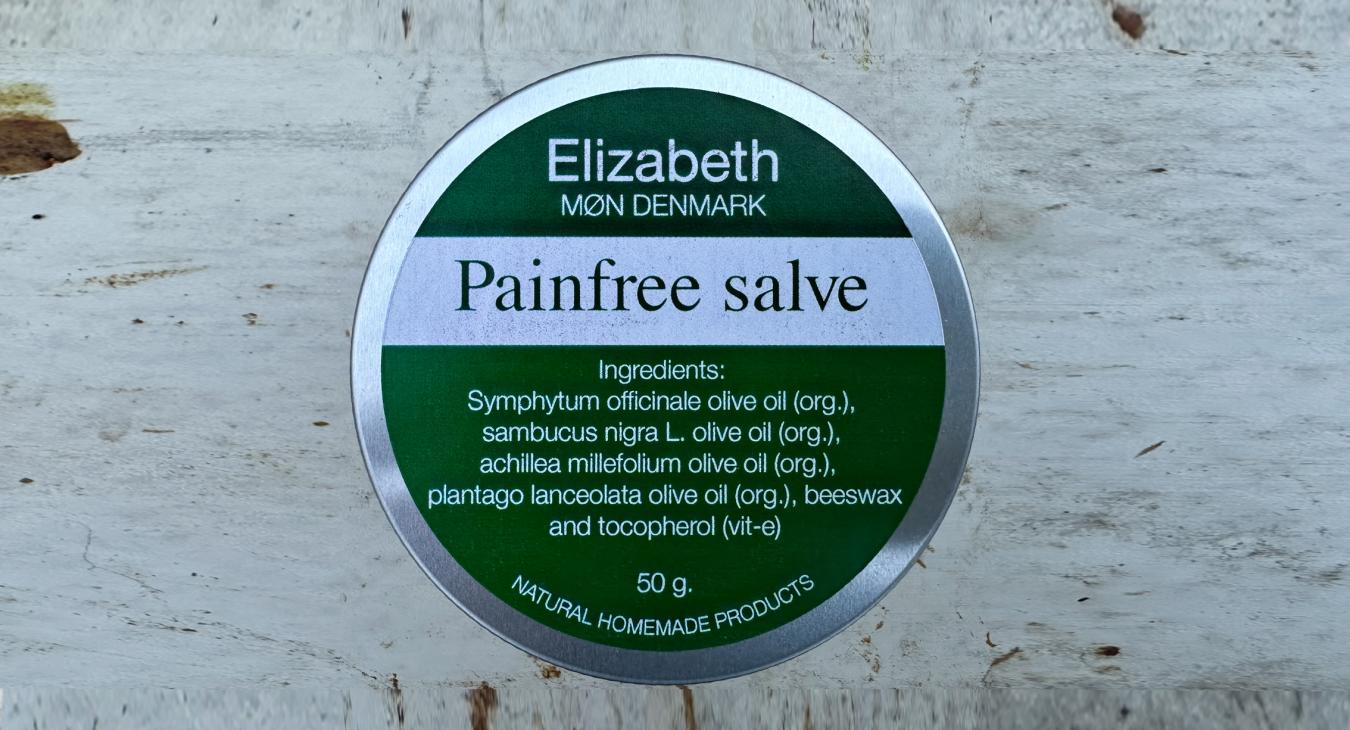 Elizabeth
MØN DENMARK
Painfree salve
Ingredients:
Symphytum officinale olive oil (org.),
sambucus nigra L. olive oil (org.),
achillea millefolium olive oil (org.),
plantago lanceolata olive oil (org.), beeswax
and tocopherol (vit-e)
50 g.
NATURAL HOMEMADE PRODUCTS